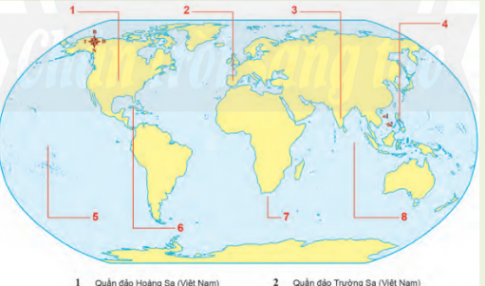 1 2 3 4
5 6 7 8
1 Quần đảo Hoàng Sa (Việt Nam) 2 Quần đảo Trường Sa (Việt Nam)